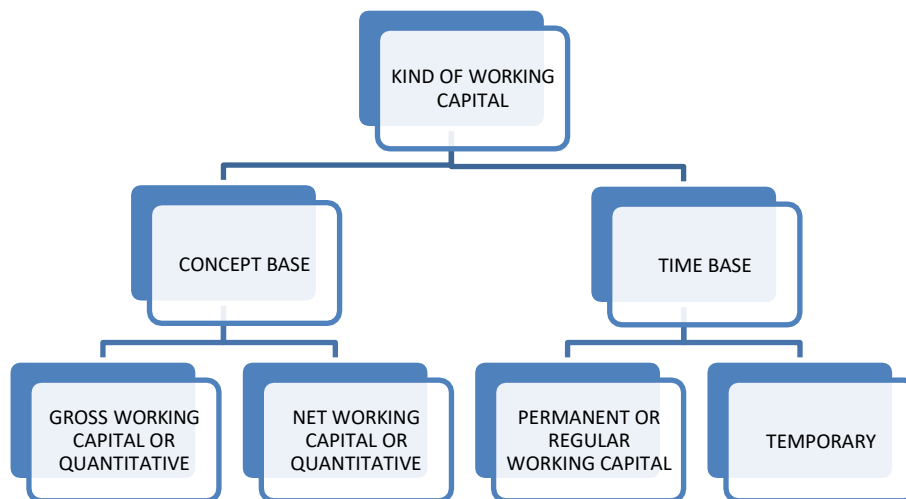 KIND OF WORKING
CAPITAL
CONCEPT BASE
TIME BASE
GROSS WORKING
CAPITAL OR
QUANTITATIVE
NET WORKING
CAPITAL OR
QUANTITATIVE
PERMANENT OR
REGULAR
WORKING CAPITAL
TEMPORARY